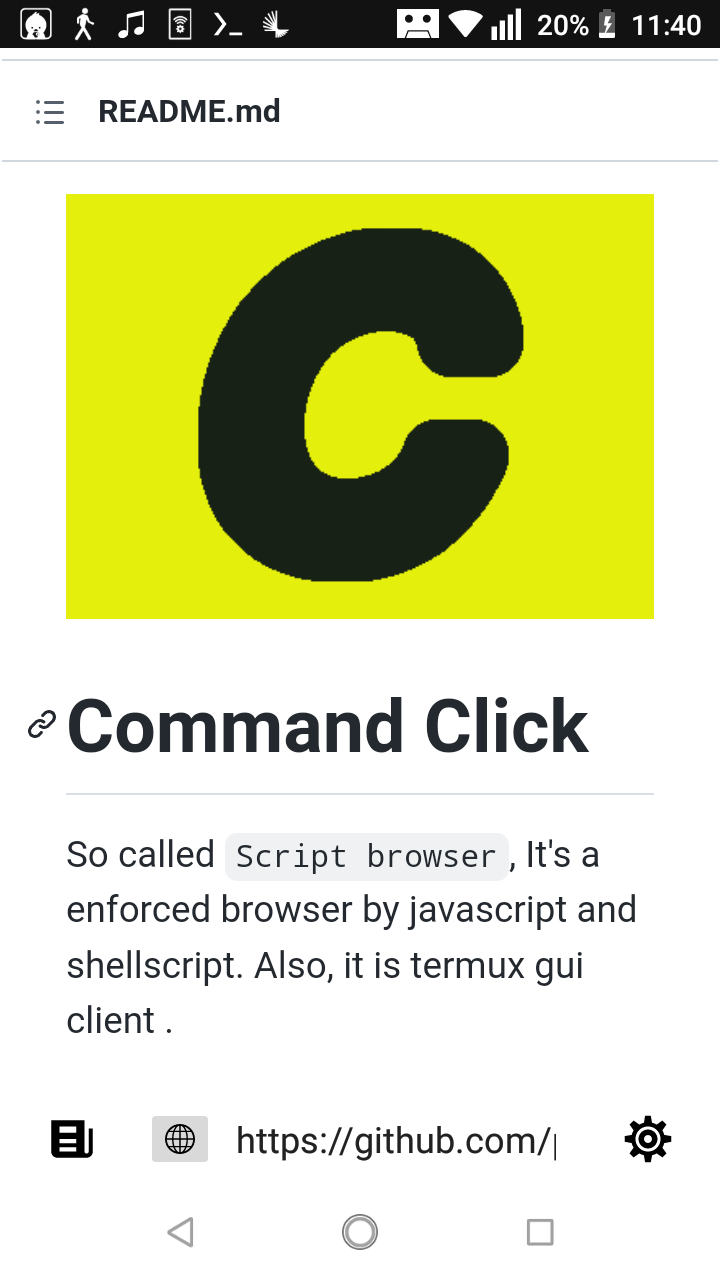 20% 11:40
README.md
C
Command Click
So called Script browser, It's a
enforced browser by javascript and
shellscript. Also, it is termux gui
client .
https://github.com/